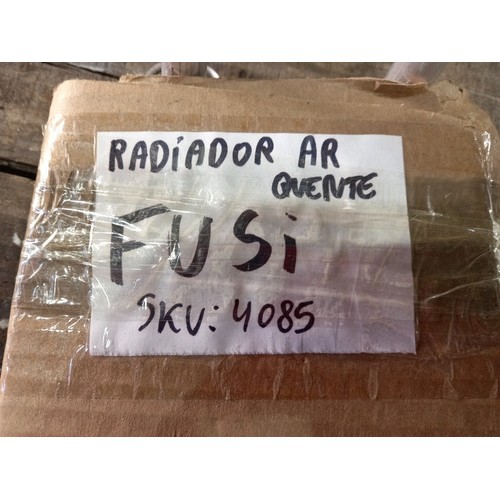 RADiADOR AR
QUENTE
FUSi
SKU: 4085